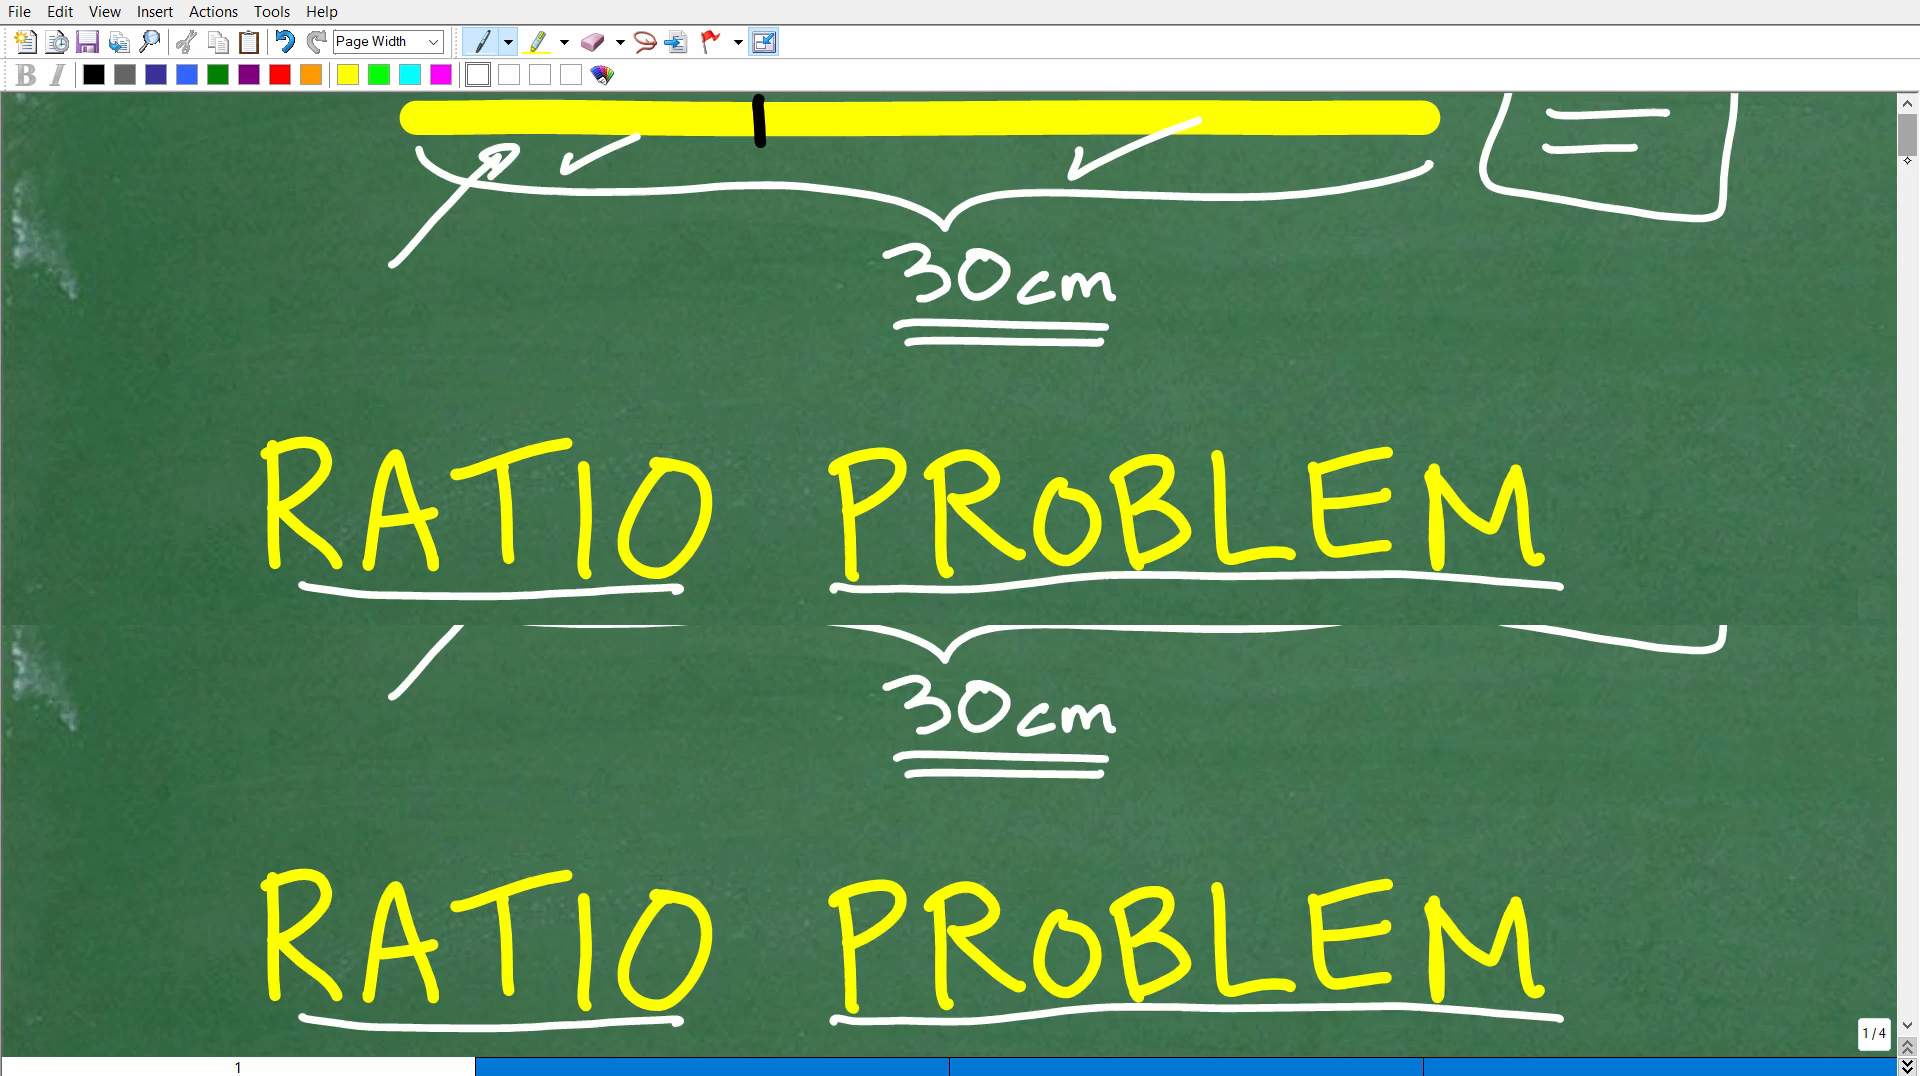 File Edit View Insert Actions Tools Help
Page Width
B I
30cm
RATIO PROBLEM
30cm
RATIO PROBLEM
1 / 4
1